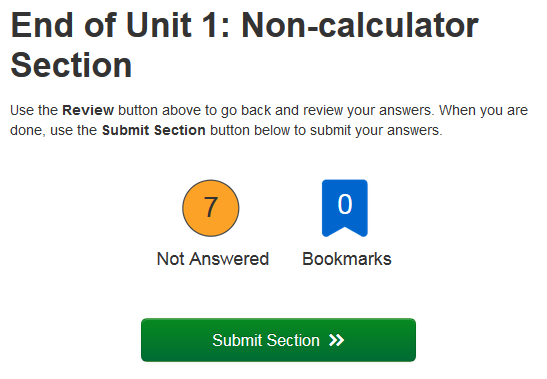 End of Unit 1: Non-calculator
Section
Use the Review button above to go back and review your answers. When you are
done, use the Submit Section button below to submit your answers.
7
0
Not Answered
Bookmarks
Submit Section »